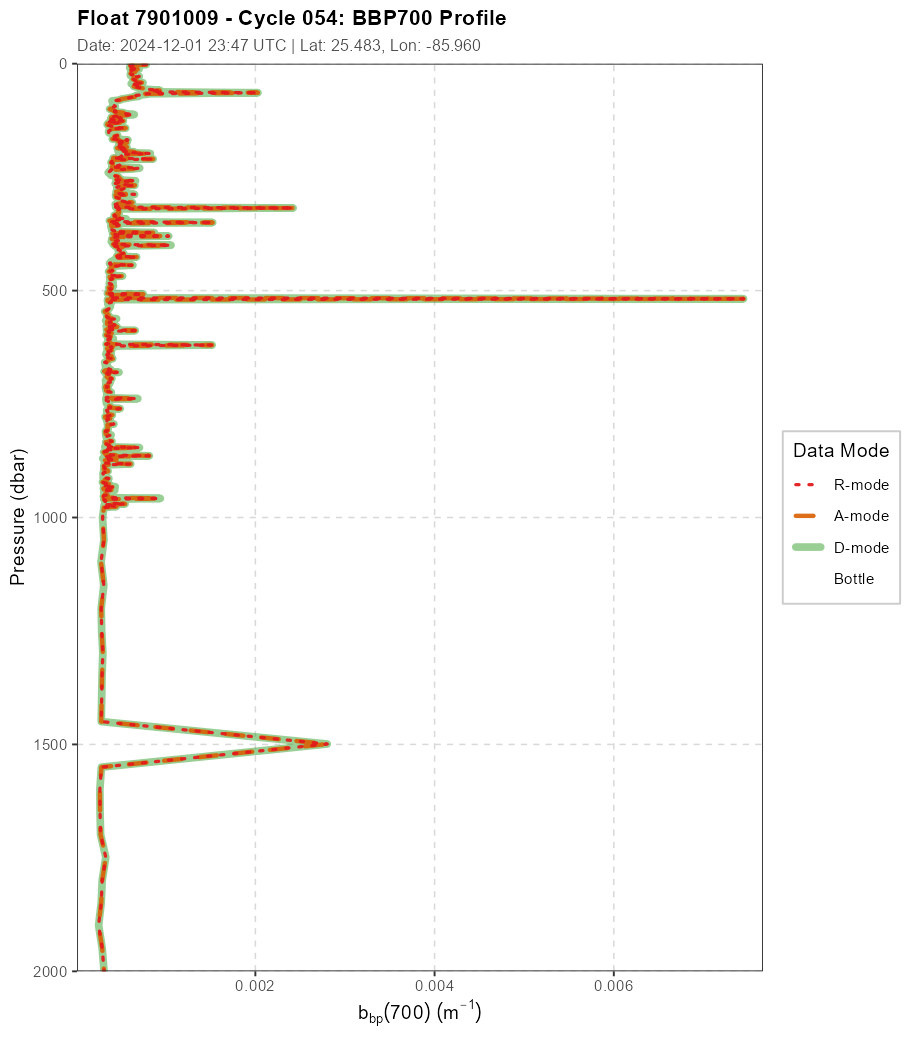 Float 7901009 - Cycle 054: BBP700 Profile
Date: 2024-12-01 23:47 UTC | Lat: 25.483, Lon: -85.960
0
500
1000
1500
2000
Pressure (dbar)
0.002
0.004
0.006
b_bp(700) (m⁻¹)
Data Mode
R-mode
A-mode
D-mode
Bottle